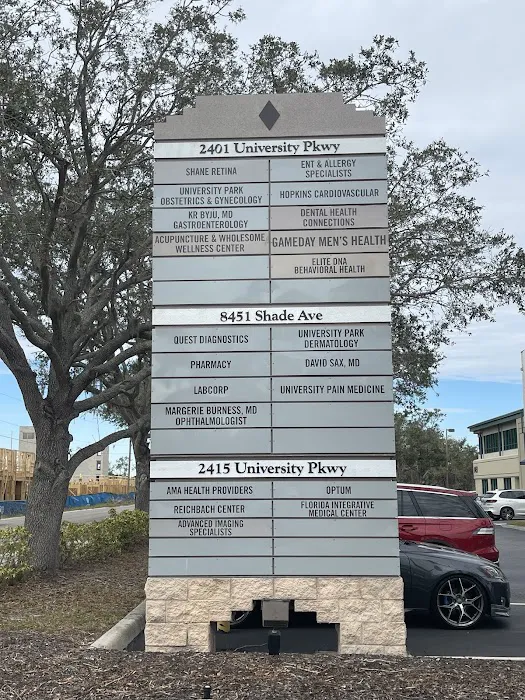 2401 University Pkwy
SHANE RETINA
ENT & ALLERGY
SPECIALISTS
UNIVERSITY PARK
OBSTETRICS & GYNECOLOGY
HOPKINS CARDIOVASCULAR
KR BYJU, MD
GASTROENTEROLOGY
DENTAL HEALTH
CONNECTIONS
ACUPUNCTURE & WHOLESOME
WELLNESS CENTER
GAMEDAY MEN'S HEALTH
ELITE DNA
BEHAVIORAL HEALTH
8451 Shade Ave
QUEST DIAGNOSTICS
UNIVERSITY PARK
DERMATOLOGY
PHARMACY
DAVID SAX, MD
LABCORP
UNIVERSITY PAIN MEDICINE
MARGERIE BURNESS, MD
OPHTHALMOLOGIST
2415 University Pkwy
AMA HEALTH PROVIDERS
OPTUM
REICHBACH CENTER
FLORIDA INTEGRATIVE
MEDICAL CENTER
ADVANCED IMAGING
SPECIALISTS